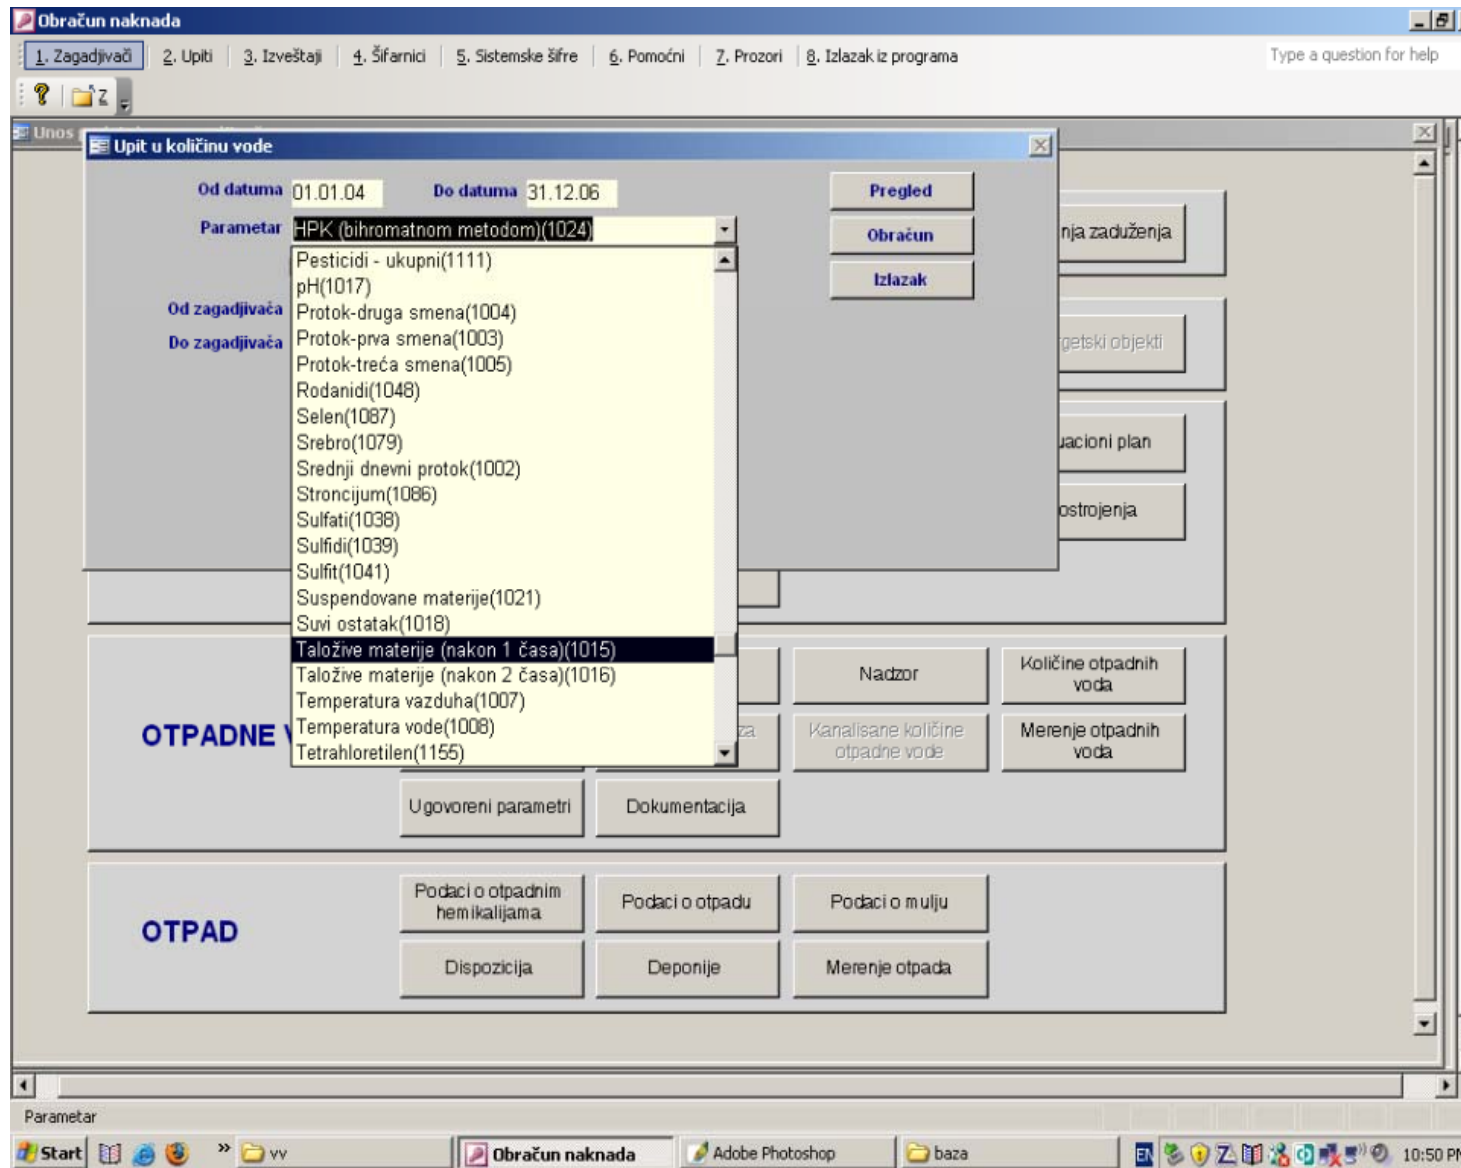 Obračun naknada
1. Zagadjivači 2. Upiti 3. Izveštaji 4. Šifarnici 5. Sistemske šifre 6. Pomoćni 7. Prozori 8. Izlazak iz programa Type a question for help
Z
Unos
Upit u količinu vode
Od datuma 01.01.04 Do datuma 31.12.06 Pregled
Parametar HPK (bihromatnom metodom)(1024) Obračun nja zaduženja
Pesticidi - ukupni(1111)
pH(1017) Izlazak
Od zagadjivača Protok-druga smena(1004)
Do zagadjivača Protok-prva smena(1003) getski objekti
Protok-treća smena(1005)
Rodanidi(1048)
Selen(1087)
Srebro(1079) uacioni plan
Srednji dnevni protok(1002)
Stroncijum(1086)
Sulfati(1038) ostrojenja
Sulfidi(1039)
Sulfit(1041)
Suspendovane materije(1021)
Suvi ostatak(1018)
Taložive materije (nakon 1 časa)(1015)
Taložive materije (nakon 2 časa)(1016) Nadzor Količine otpadnih
voda
Temperatura vazduha(1007)
OTPADNE V Temperatura vode(1008) za Kanalisane količine Merenje otpadnih
Tetrahloretilen(1155) otpadne vode voda
Ugovoreni parametri Dokumentacija
OTPAD
Podaci o otpadnim
hemikalijama Podaci o otpadu Podaci o mulju
Dispozicija Deponije Merenje otpada
Parametar
Start vv Obračun naknada Adobe Photoshop baza EN 10:50 PM